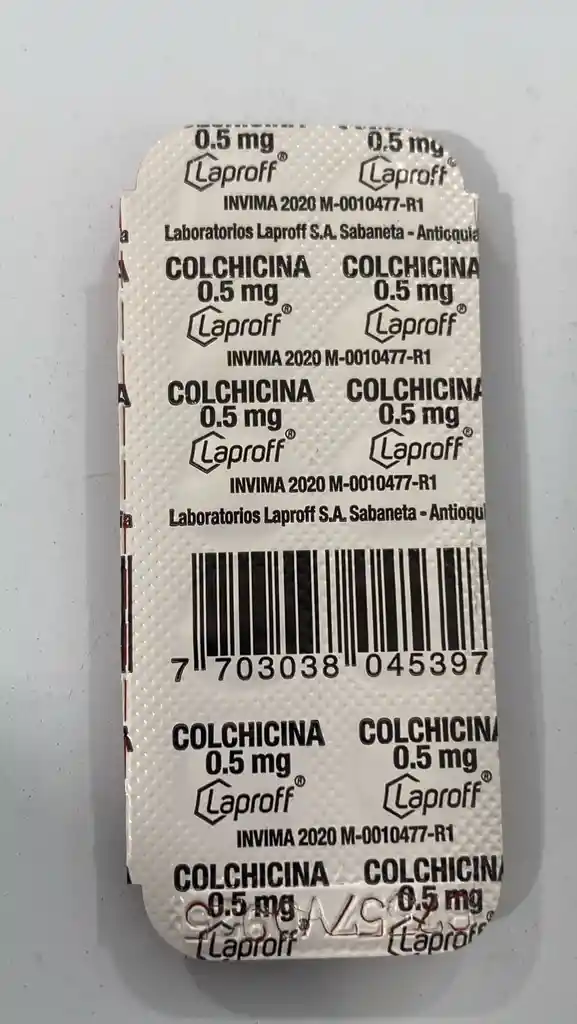 0.5 mg 0.5 mg
Laproff® Laproff®
INVIMA 2020 M-0010477-R1
a Laboratorios Laproff S.A. Sabaneta - Antioquia
A COLCHICINA COLCHICINA
0.5 mg 0.5 mg
Laproff® Laproff®
INVIMA 2020 M-0010477-R1
A COLCHICINA COLCHICINA
0.5 mg 0.5 mg
Laproff® Laproff®
INVIMA 2020 M-0010477-R1
ia Laboratorios Laproff S.A. Sabaneta - Antioqui
7 703038 045397
COLCHICINA COLCHICINA
0.5 mg 0.5 mg
Laproff® Laproff®
INVIMA 2020 M-0010477-R1
COLCHICINA COLCHICINA
0.5 mg 0.5 mg
Laproff® Laproff®